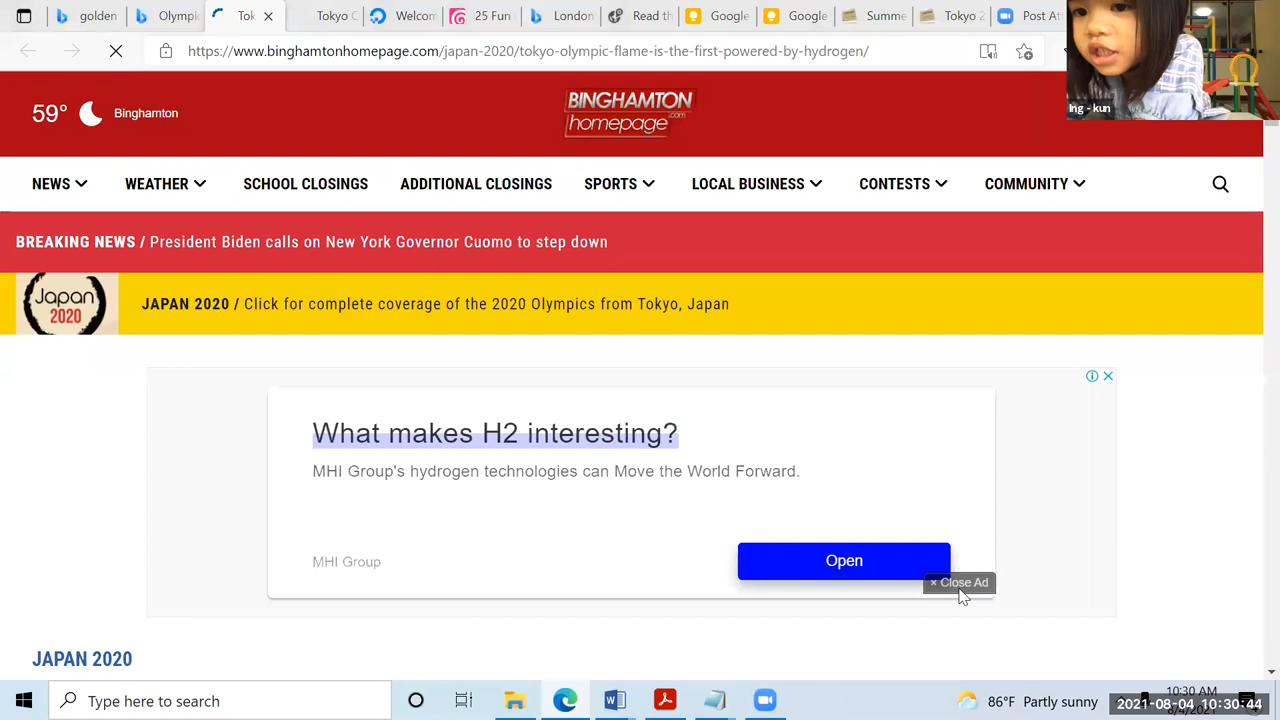 golden
Olympic
Tok
Tokyo C
Welcom
25 Fun
London
Read th
Google
Google
Summe
Tokyo 2
Post At
https://www.binghamtonhomepage.com/japan-2020/tokyo-olympic-flame-is-the-first-powered-by-hydrogen/
Ing - kun
59° Binghamton
BINGHAMTON
homepage.com
NEWS WEATHER SCHOOL CLOSINGS ADDITIONAL CLOSINGS SPORTS LOCAL BUSINESS CONTESTS COMMUNITY
BREAKING NEWS / President Biden calls on New York Governor Cuomo to step down
Japan
2020
JAPAN 2020 / Click for complete coverage of the 2020 Olympics from Tokyo, Japan
What makes H2 interesting?
MHI Group's hydrogen technologies can Move the World Forward.
MHI Group
Open
× Close Ad
JAPAN 2020
Type here to search
86°F Partly sunny
10:30 AM
2021-08-04 10:30:44